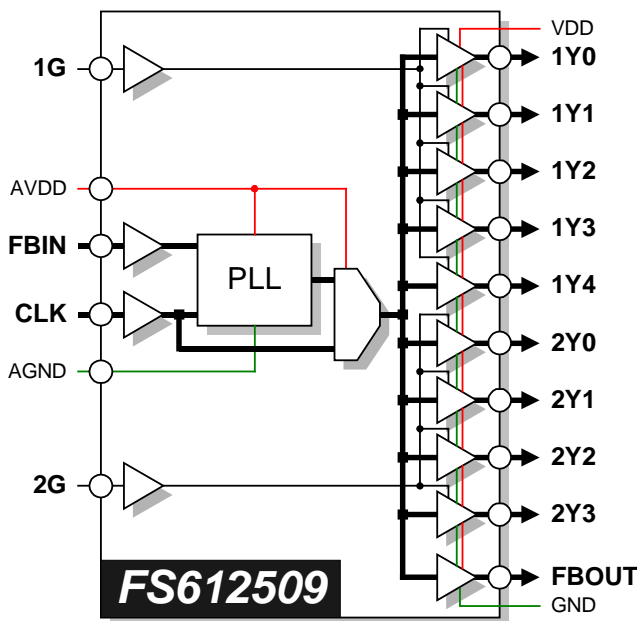 VDD
1G
1Y0
1Y1
1Y2
AVDD
1Y3
FBIN
PLL
1Y4
CLK
2Y0
AGND
2Y1
2Y2
2G
2Y3
FS612509
FBOUT
GND